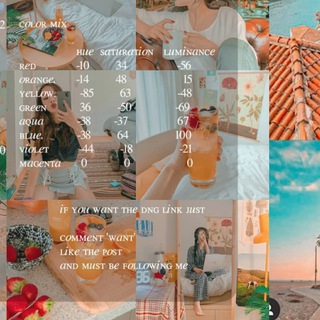 2 COLOR MIX
HUE SATURATION LUMINANCE
RED -10 34 -56
ORANGE. -14 48 15
YELLOW. -85 63 -48
GREEN 36 -50 -69
AQUA -38 -37 67
BLUE. -38 64 100
VIOLET -44 -18 -21
MAGENTA 0 0 0
0
IF YOU WANT THE DNG LINK JUST
COMMENT 'WANT'
LIKE THE POST
AND MUST BE FOLLOWING ME